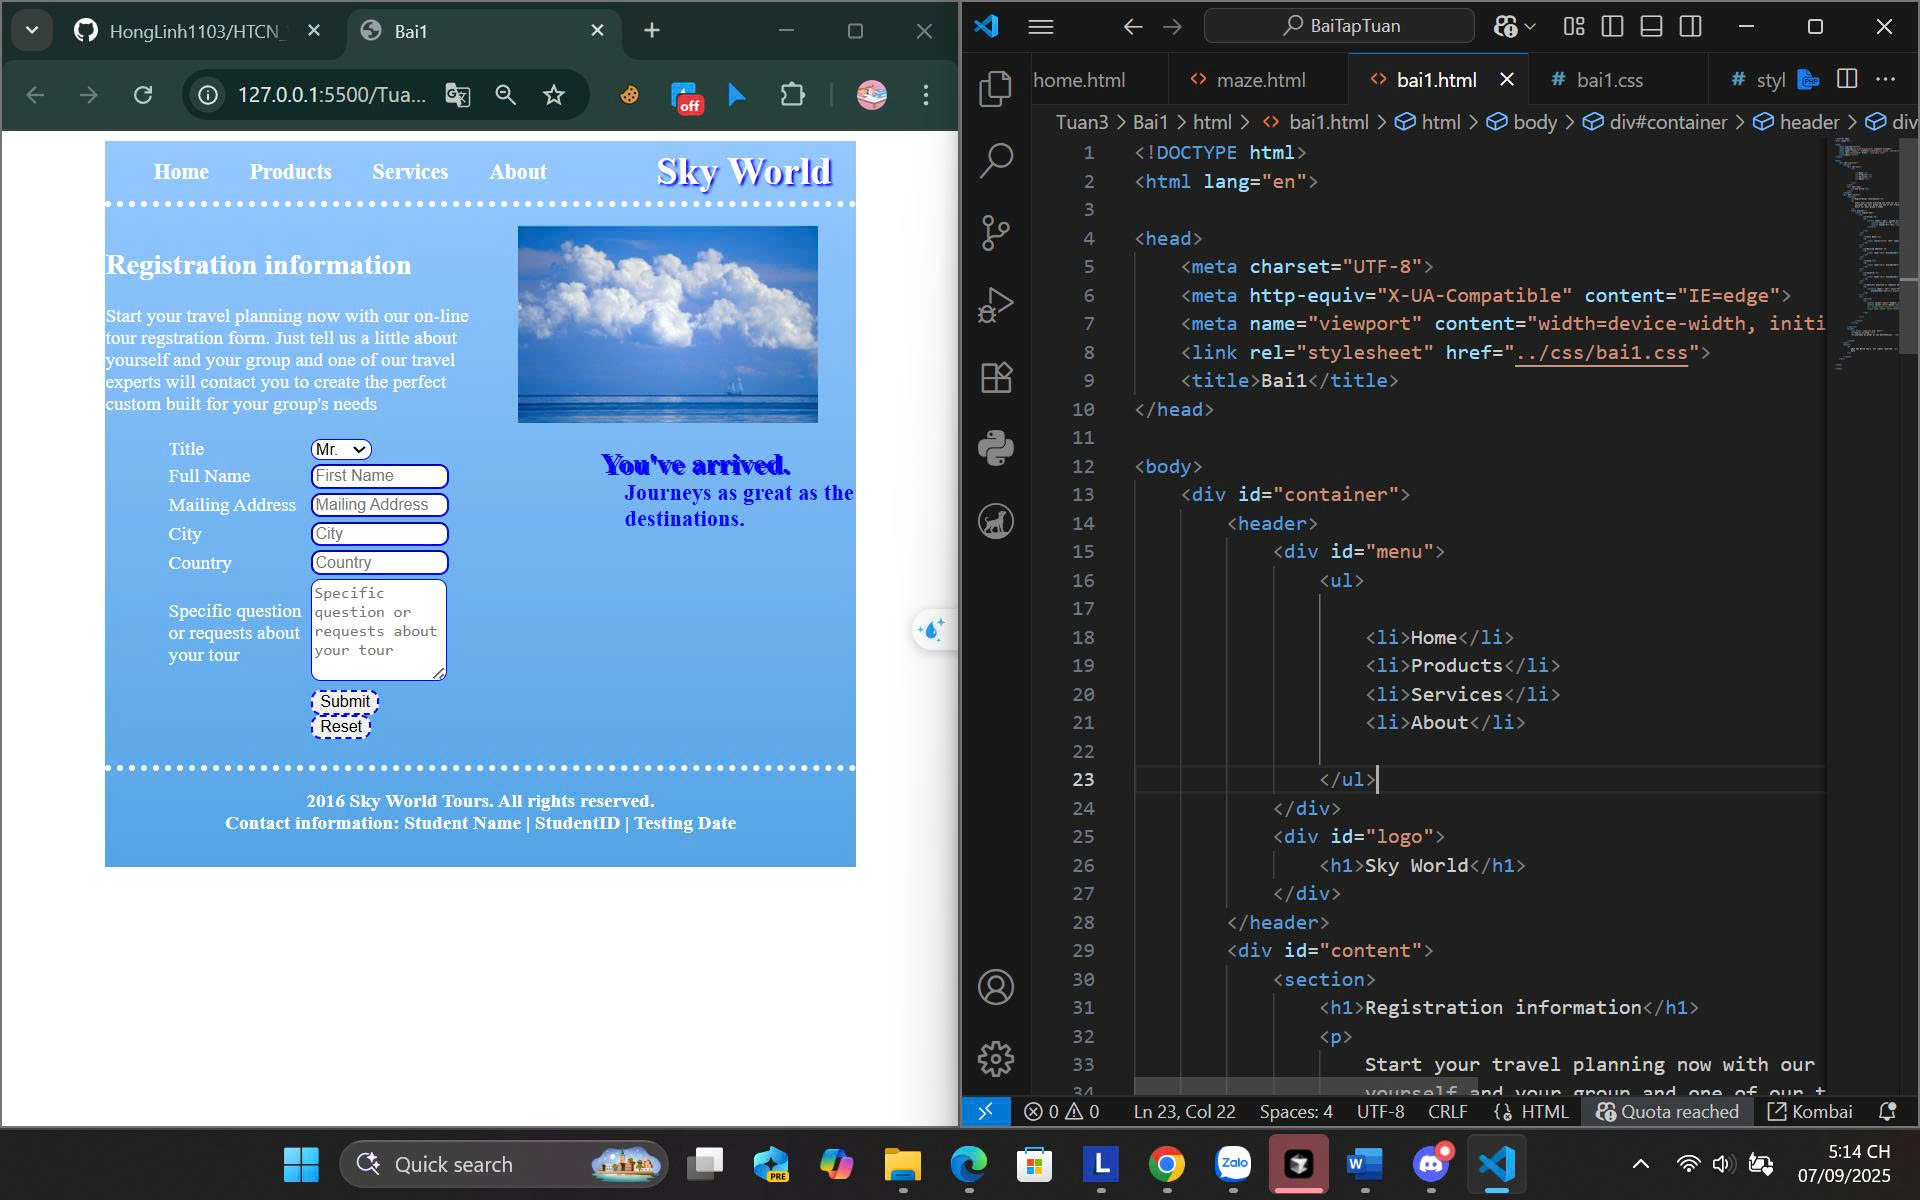 HongLinh1103/HTCN_
Bai1
127.0.0.1:5500/Tua...
off
Home Products Services About
Sky World
Registration information
Start your travel planning now with our on-line
tour regstration form. Just tell us a little about
yourself and your group and one of our travel
experts will contact you to create the perfect
custom built for your group's needs
Title Mr.
Full Name First Name
Mailing Address Mailing Address
City City
Country Country
Specific question
or requests about
your tour
Specific
question or
requests about
your tour
Submit
Reset
You've arrived.
Journeys as great as the
destinations.
2016 Sky World Tours. All rights reserved.
Contact information: Student Name | StudentID | Testing Date
BaiTapTuan
home.html
maze.html
bai1.html
# bai1.css
# styl
PHP
Tuan3 > Bai1 > html > bai1.html > html > body > div#container > header > div
1 <!DOCTYPE html>
2 <html lang="en">
3
4 <head>
5 <meta charset="UTF-8">
6 <meta http-equiv="X-UA-Compatible" content="IE=edge">
7 <meta name="viewport" content="width=device-width, initi
8 <link rel="stylesheet" href="../css/bai1.css">
9 <title>Bai1</title>
10 </head>
11
12 <body>
13 <div id="container">
14 <header>
15 <div id="menu">
16 <ul>
17
18 <li>Home</li>
19 <li>Products</li>
20 <li>Services</li>
21 <li>About</li>
22
23 </ul>
24 </div>
25 <div id="logo">
26 <h1>Sky World</h1>
27 </div>
28 </header>
29 <div id="content">
30 <section>
31 <h1>Registration information</h1>
32 <p>
33 Start your travel planning now with our
34 yourself and your group and one of our t
0 0 Ln 23, Col 22 Spaces: 4 UTF-8 CRLF {} HTML Quota reached Kombai
Quick search
PRE
L
Zalo
W
5:14 CH
07/09/2025